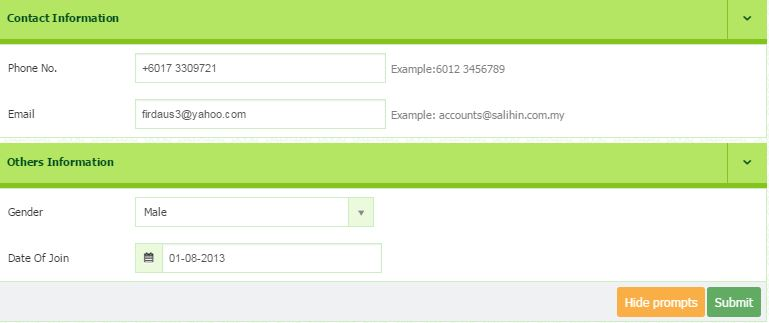 Contact Information
Phone No. +6017 3309721 Example:6012 3456789
Email firdaus3@yahoo.com Example: accounts@salihin.com.my
Others Information
Gender Male
Date Of Join 01-08-2013
Hide prompts Submit